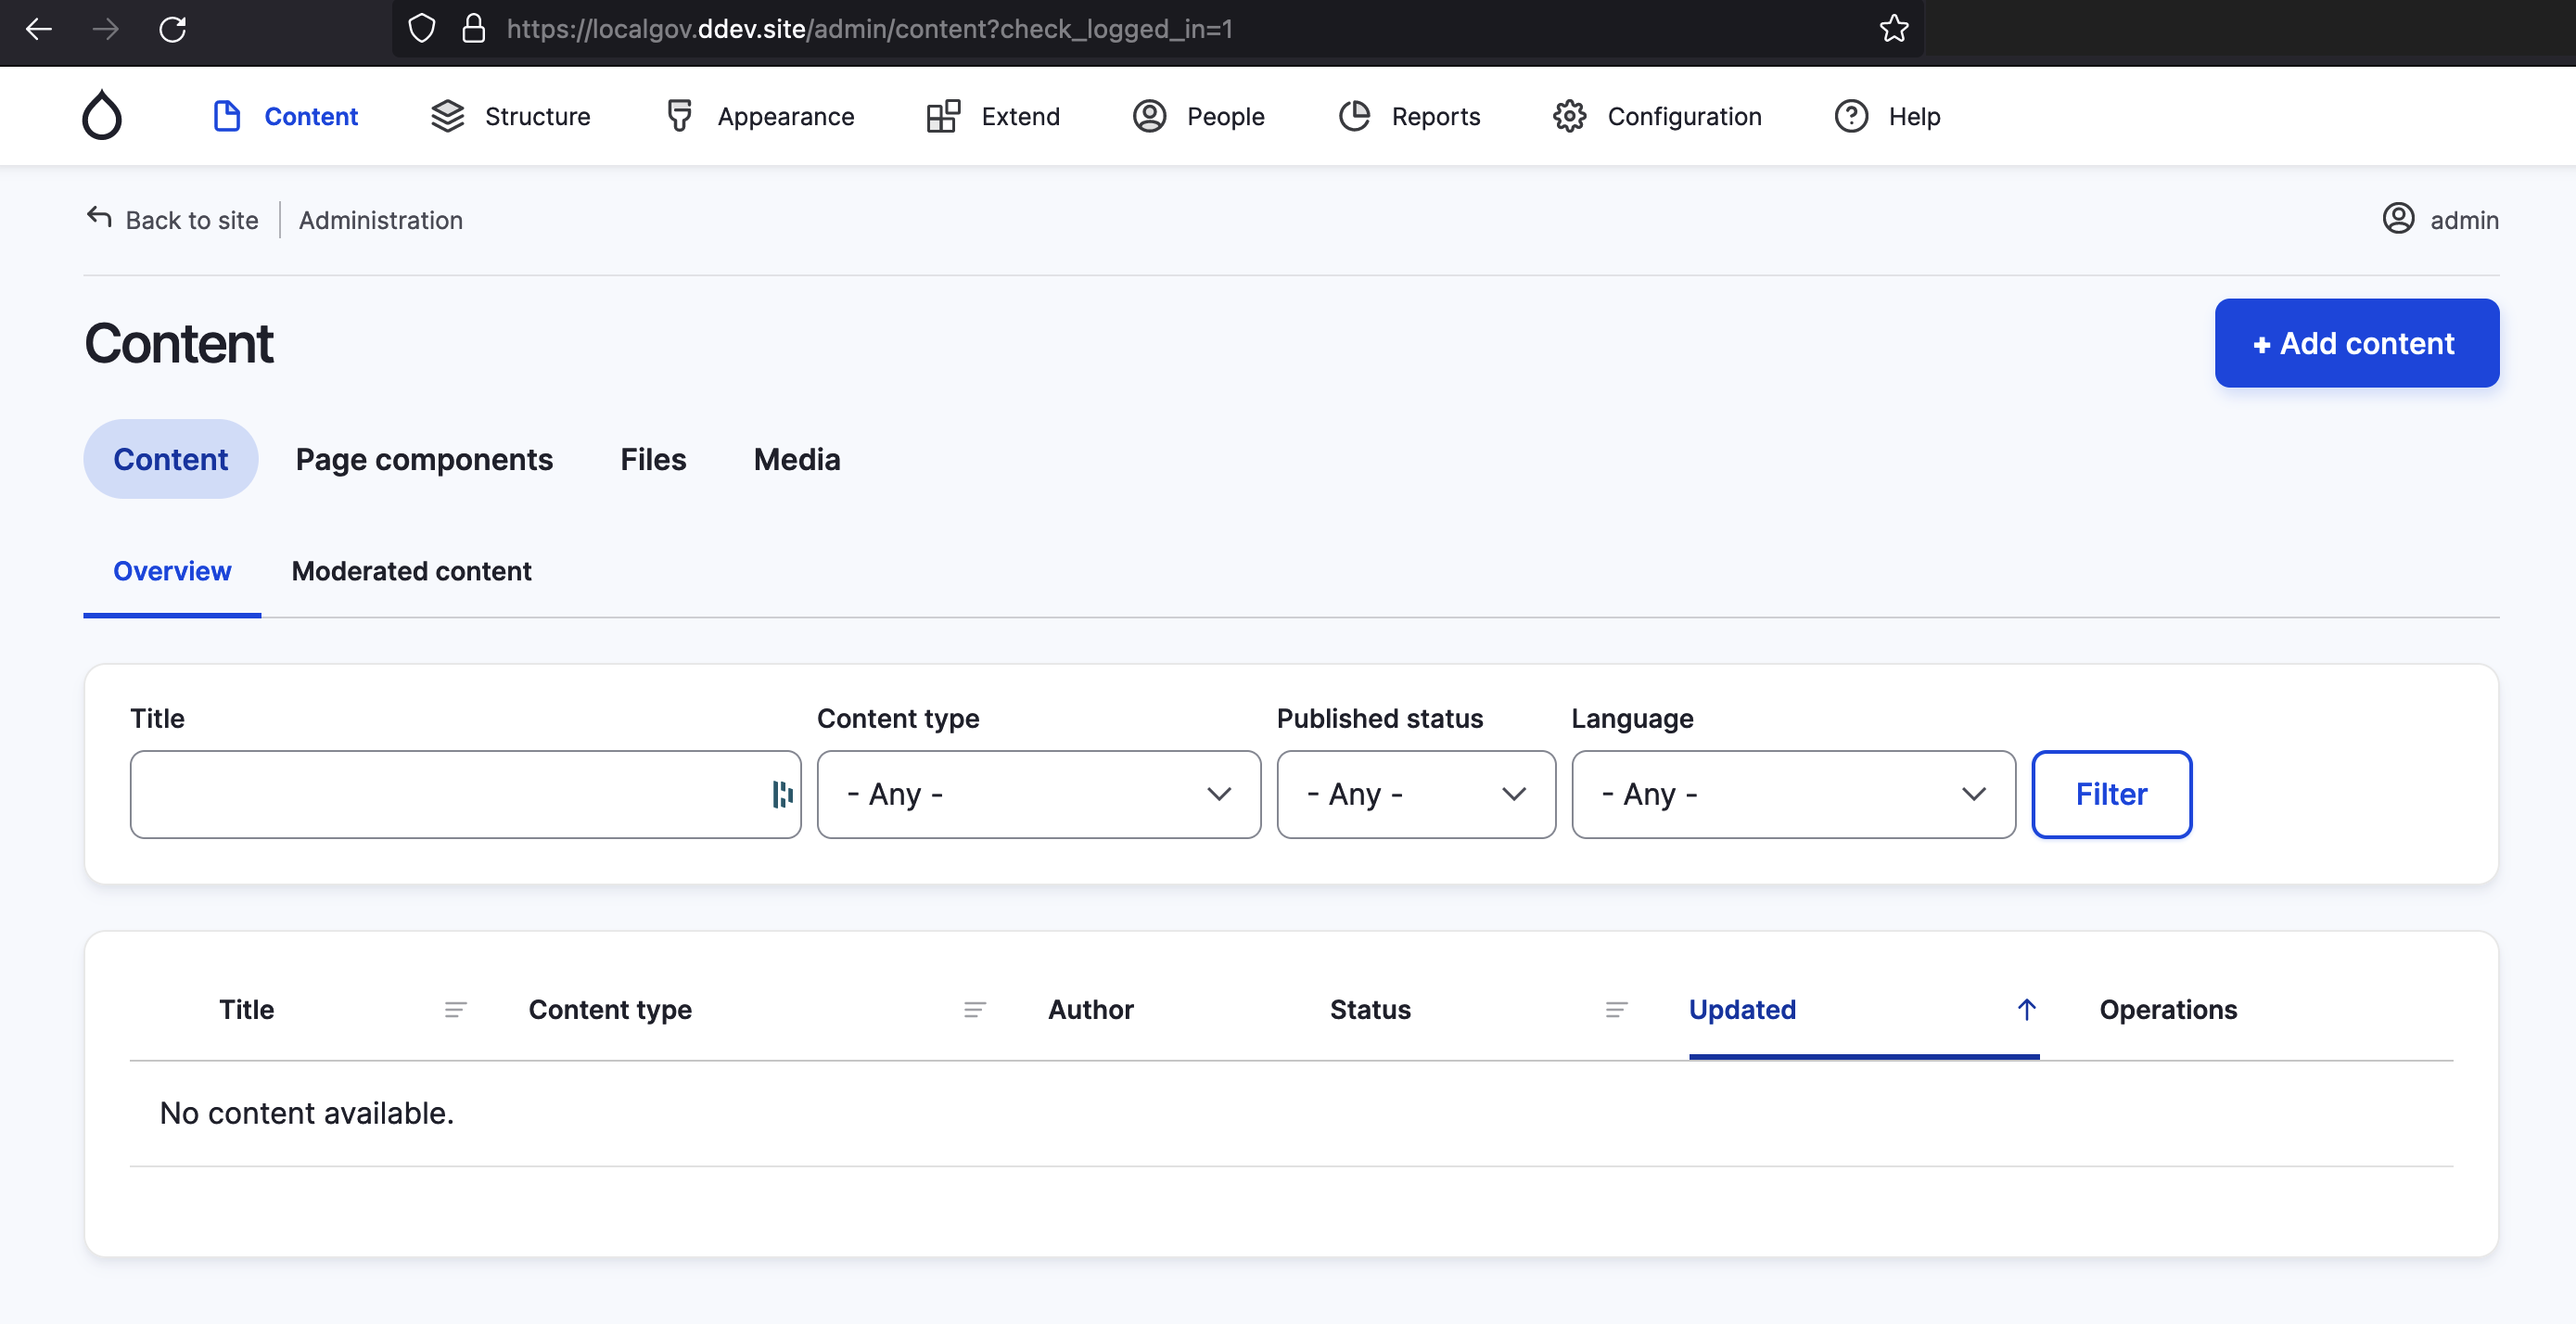 https://localgov.ddev.site/admin/content?check_logged_in=1
Content Structure Appearance Extend People Reports Configuration Help
Back to site Administration admin
Content + Add content
Content Page components Files Media
Overview Moderated content
Title Content type Published status Language
- Any - - Any - - Any - Filter
Title Content type Author Status Updated Operations
No content available.